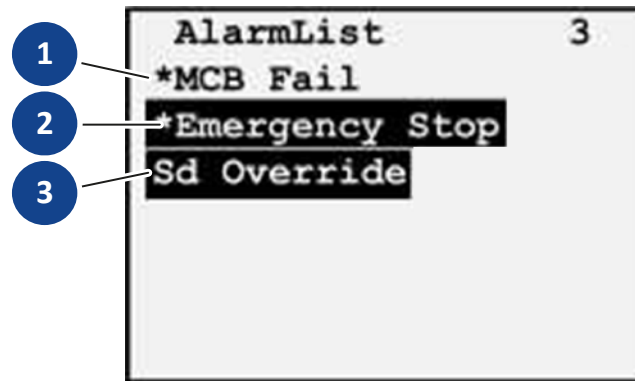 AlarmList 3
1
*MCB Fail
2
*Emergency Stop
3
Sd Override